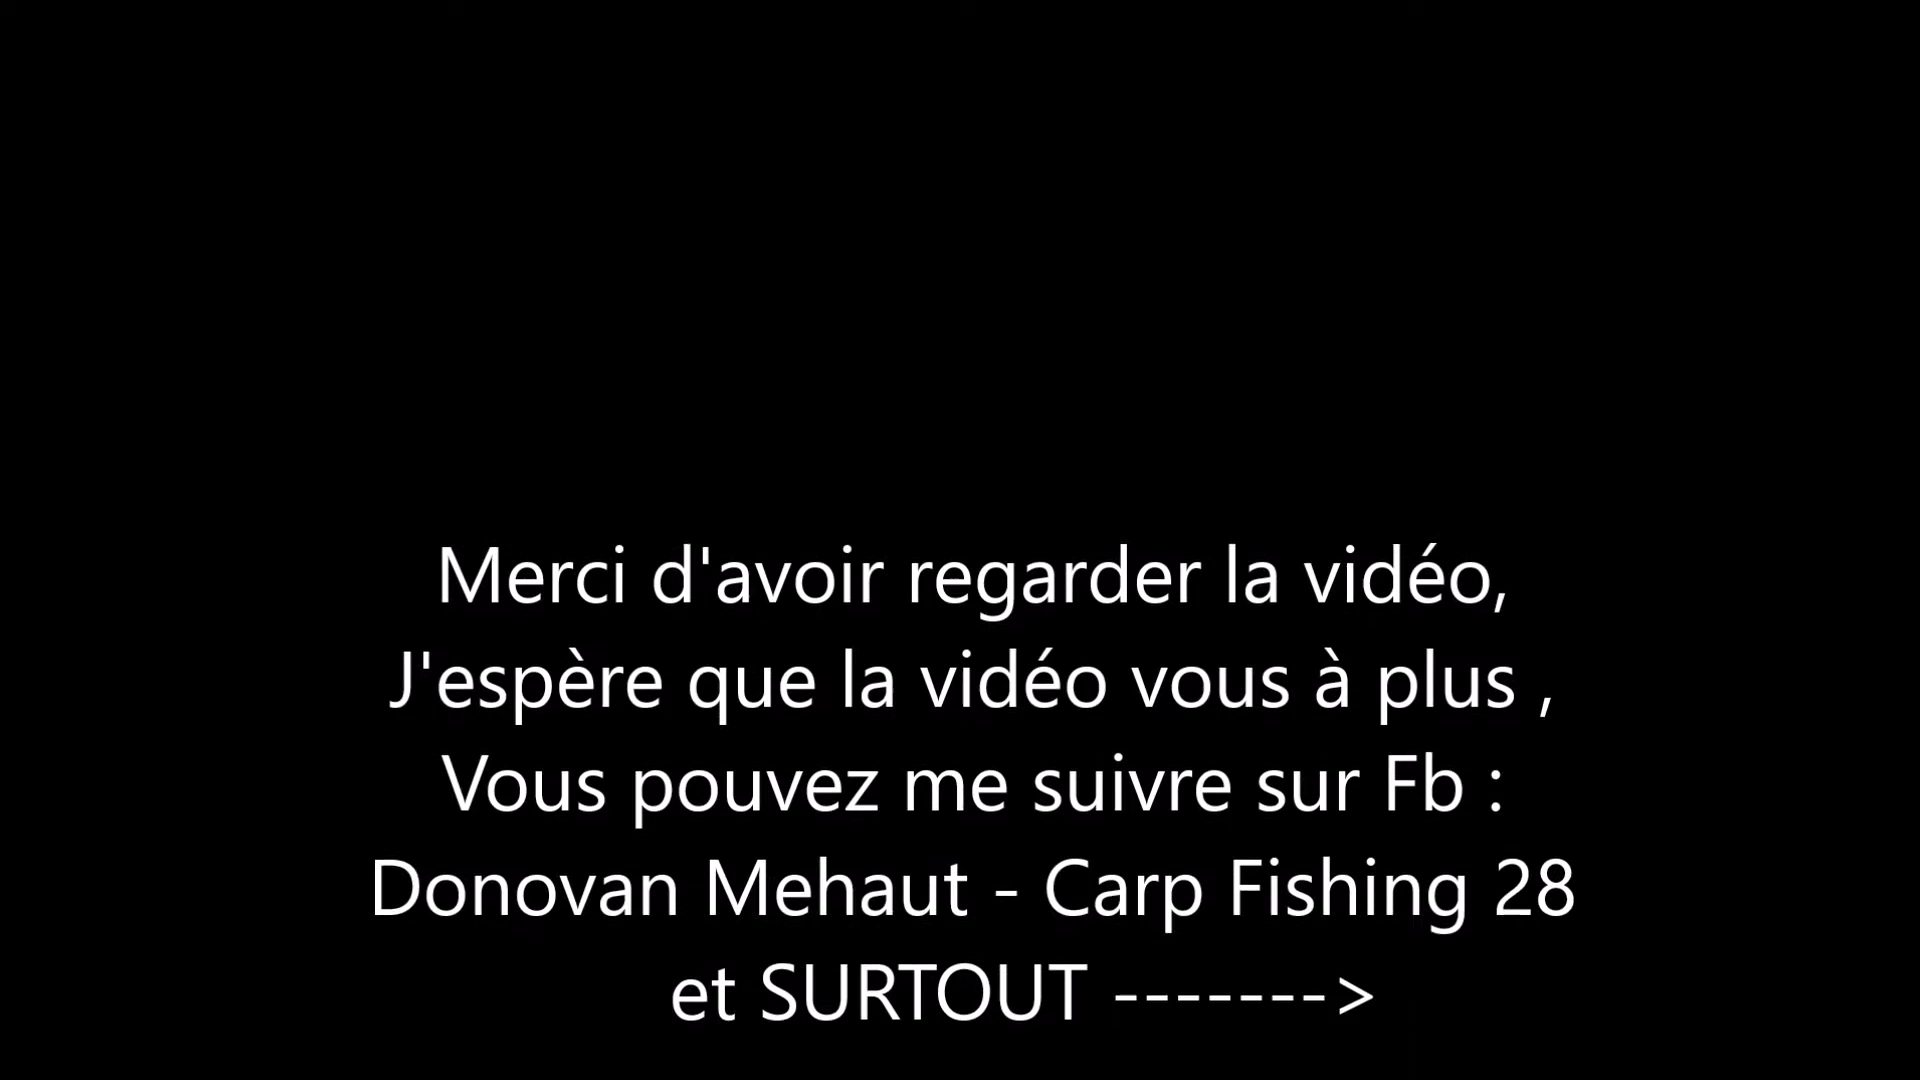 Merci d'avoir regarder la vidéo,
J'espère que la vidéo vous à plus ,
Vous pouvez me suivre sur Fb :
Donovan Mehaut - Carp Fishing 28
et SURTOUT ------->